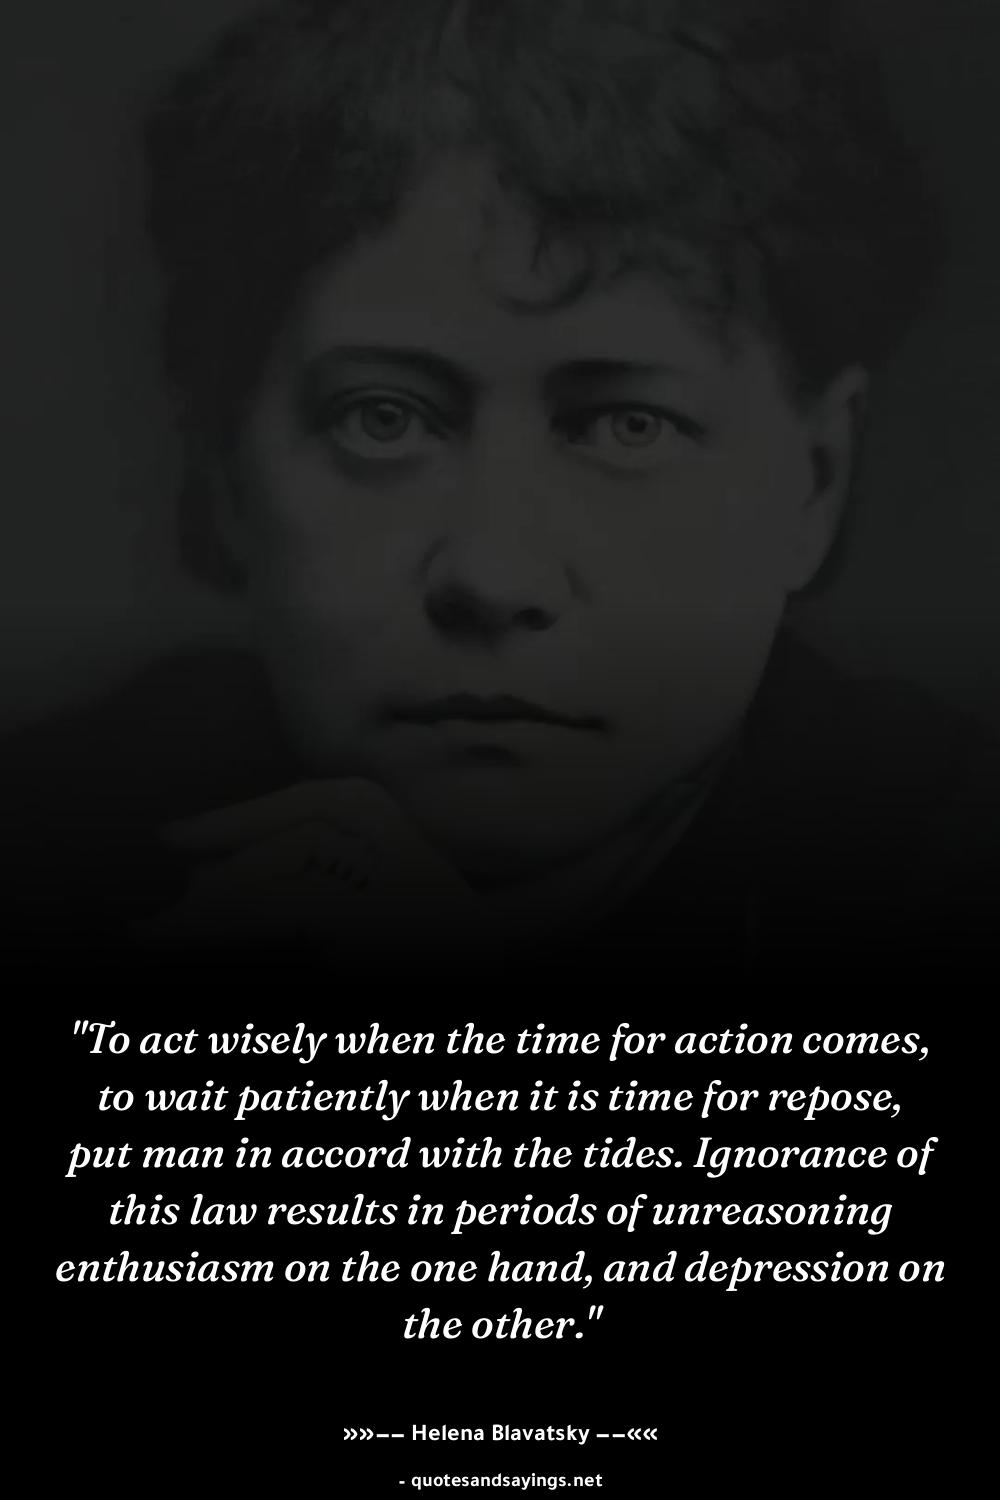 "To act wisely when the time for action comes,
to wait patiently when it is time for repose,
put man in accord with the tides. Ignorance of
this law results in periods of unreasoning
enthusiasm on the one hand, and depression on
the other."
»»−− Helena Blavatsky −−««
- quotesandsayings.net